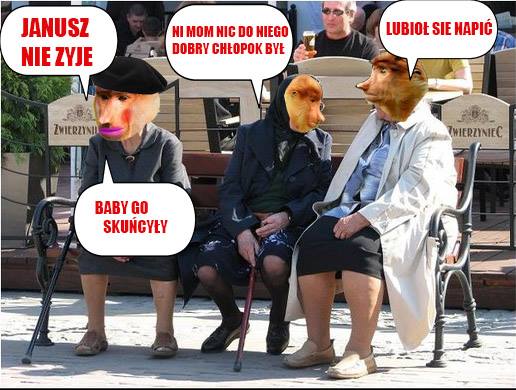 JANUSZ
NIE ZYJE
NI MOM NIC DO NIEGO
DOBRY CHŁOPOK BYŁ
LUBIOŁ SIE NAPIĆ
BABY GO
SKUŃCYŁY
ZWIERZYNIEC
ZWIERZYNIEC